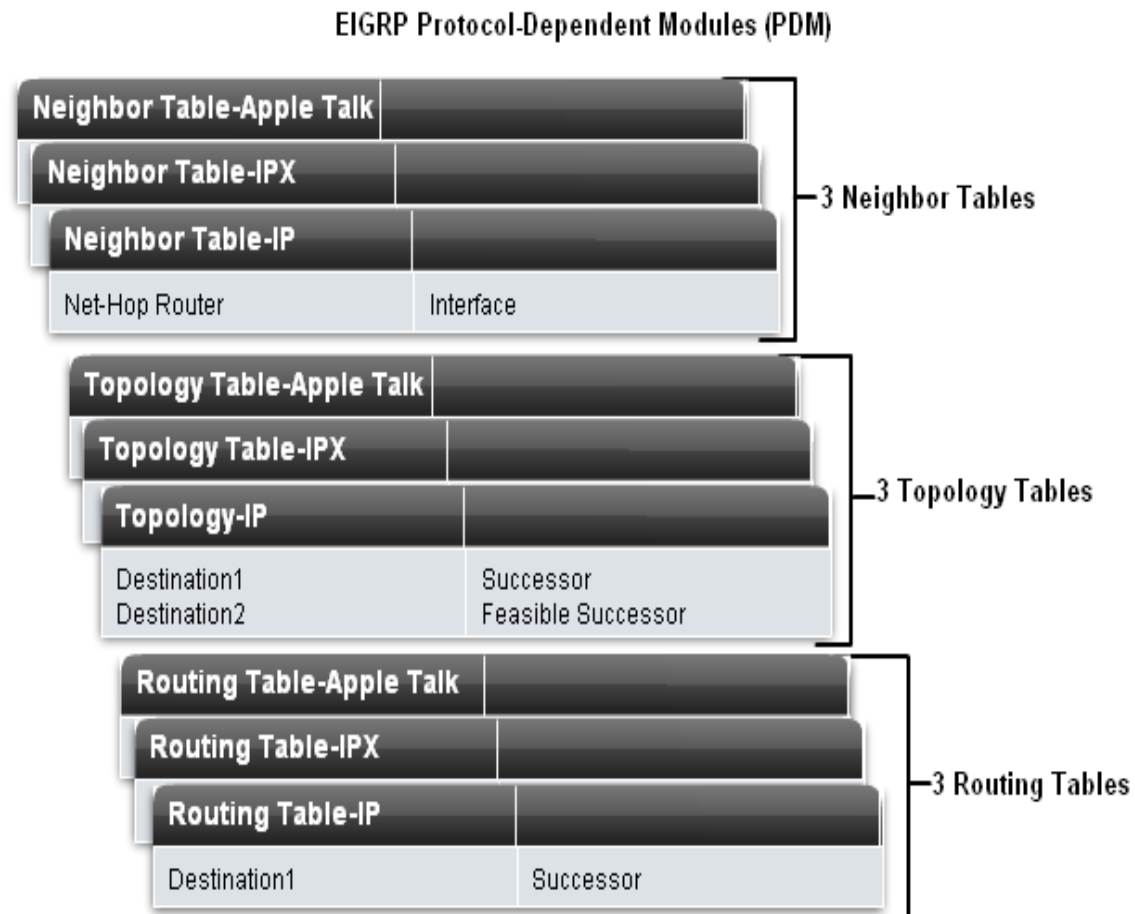 EIGRP Protocol-Dependent Modules (PDM)
Neighbor Table-Apple Talk
Neighbor Table-IPX
Neighbor Table-IP
Net-Hop Router Interface
3 Neighbor Tables
Topology Table-Apple Talk
Topology Table-IPX
Topology-IP
Destination1 Successor
Destination2 Feasible Successor
3 Topology Tables
Routing Table-Apple Talk
Routing Table-IPX
Routing Table-IP
Destination1 Successor
3 Routing Tables